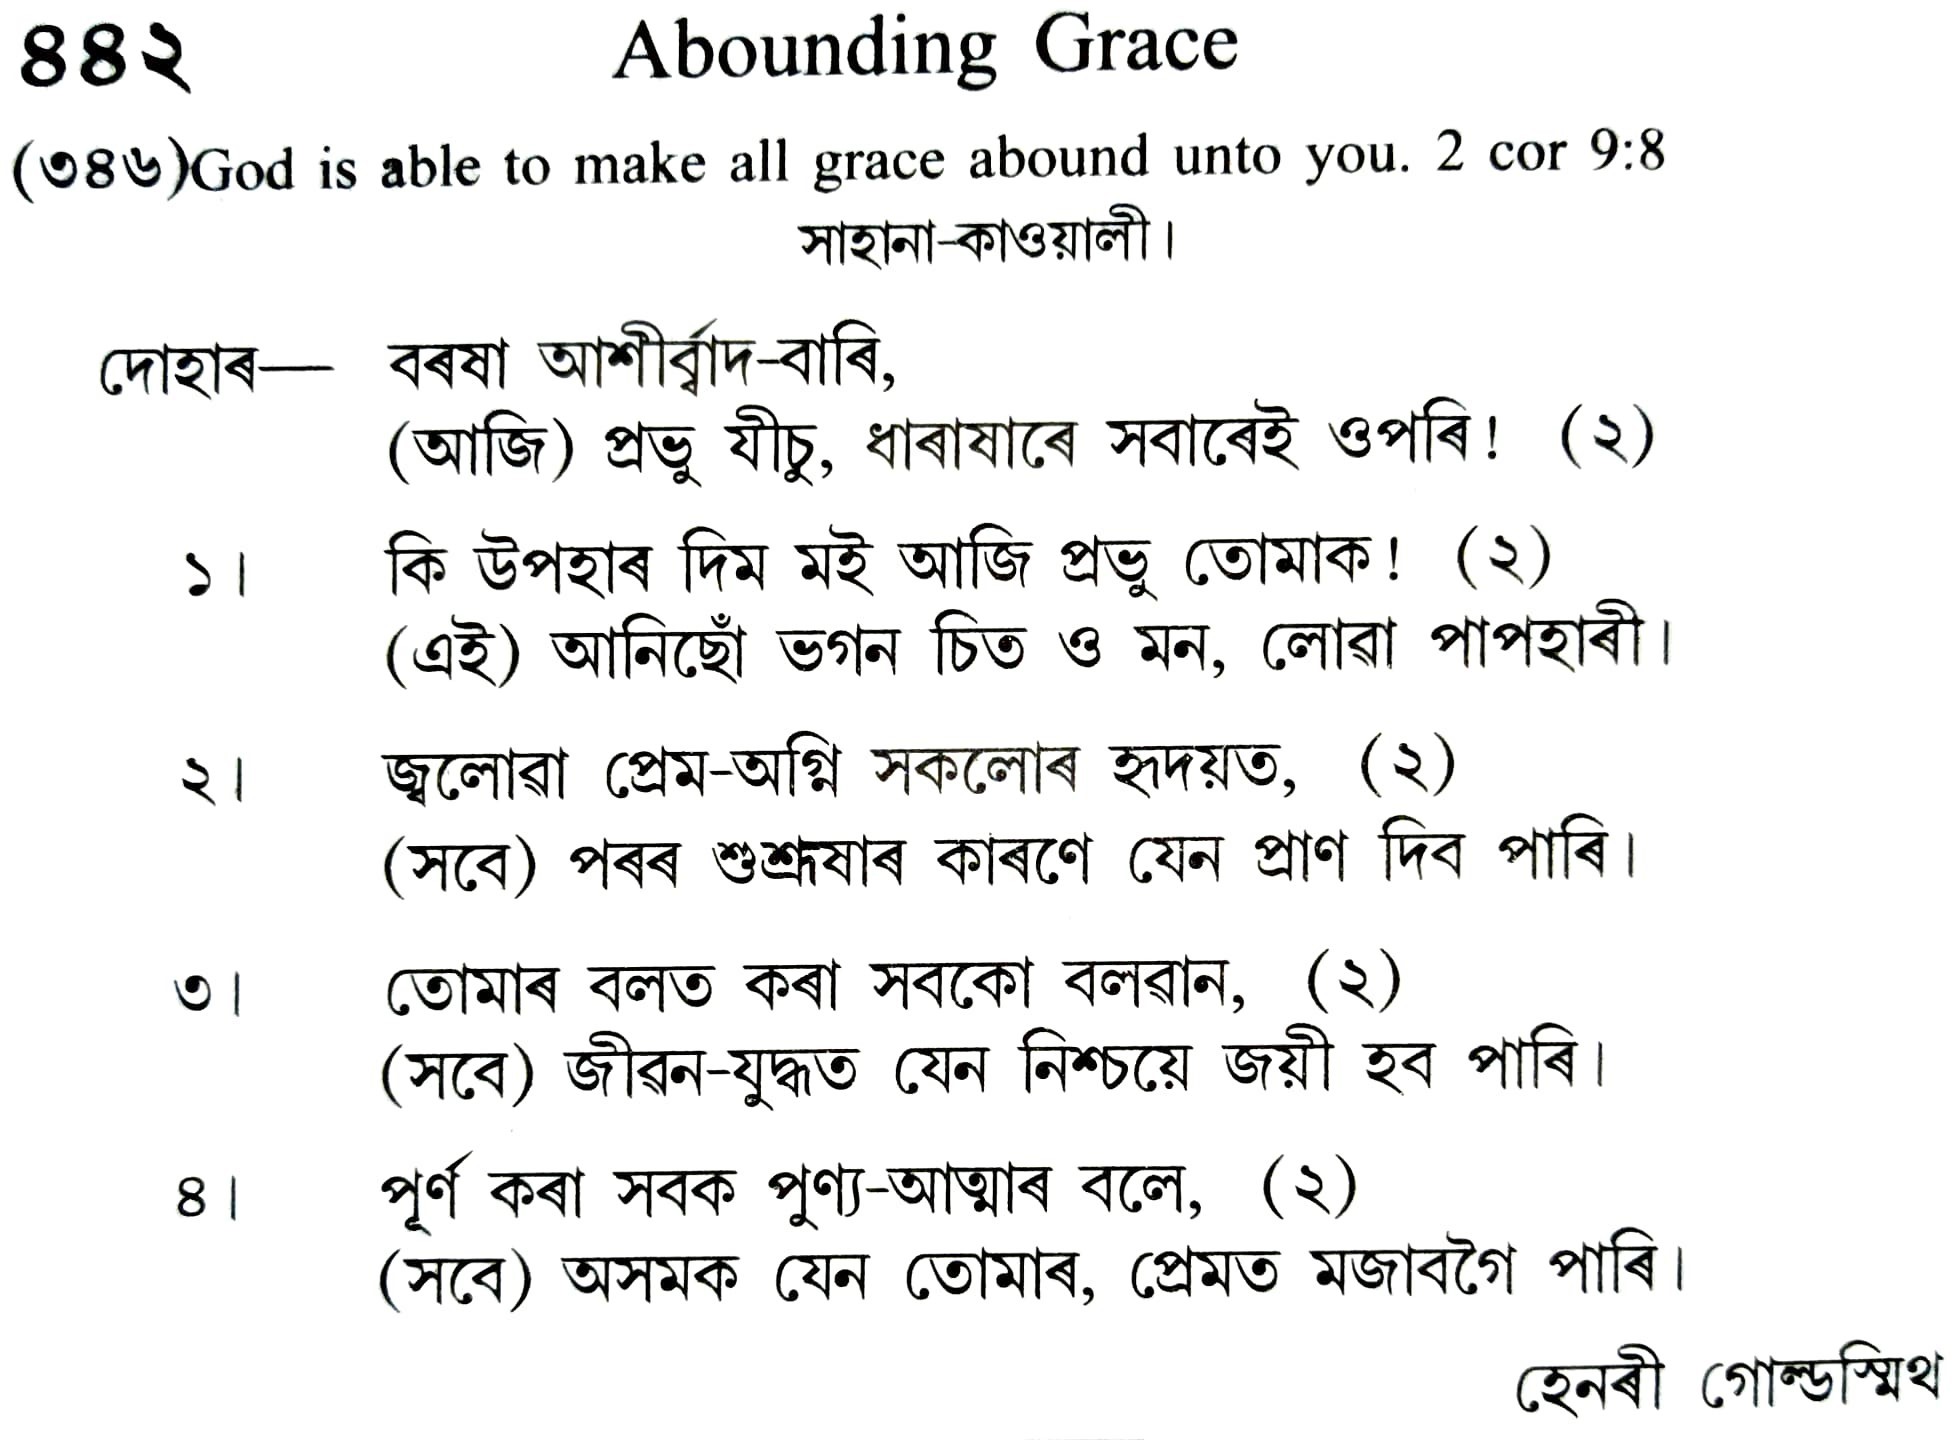 ৪৪২ Abounding Grace
(৩৪৬)God is able to make all grace abound unto you. 2 cor 9:8
সাহানা-কাওয়ালী।
দোহাৰ— বৰষা আশীৰ্ব্বাদ-বাৰি,
(আজি) প্ৰভু যীচু, ধাৰাষাৰে সবাৰেই ওপৰি! (২)
১। কি উপহাৰ দিম মই আজি প্ৰভু তোমাক! (২)
(এই) আনিছোঁ ভগন চিত ও মন, লোৱা পাপহাৰী।
২। জ্বলোৱা প্ৰেম-অগ্নি সকলোৰ হৃদয়ত, (২)
(সবে) পৰৰ শুশ্ৰূষাৰ কাৰণে যেন প্ৰাণ দিব পাৰি।
৩। তোমাৰ বলত কৰা সবকো বলৱান, (২)
(সবে) জীৱন-যুদ্ধত যেন নিশ্চয়ে জয়ী হব পাৰি।
৪। পূৰ্ণ কৰা সবক পুণ্য-আত্মাৰ বলে, (২)
(সবে) অসমক যেন তোমাৰ, প্ৰেমত মজাবগৈ পাৰি।
হেনৰী গোল্ডস্মিথ